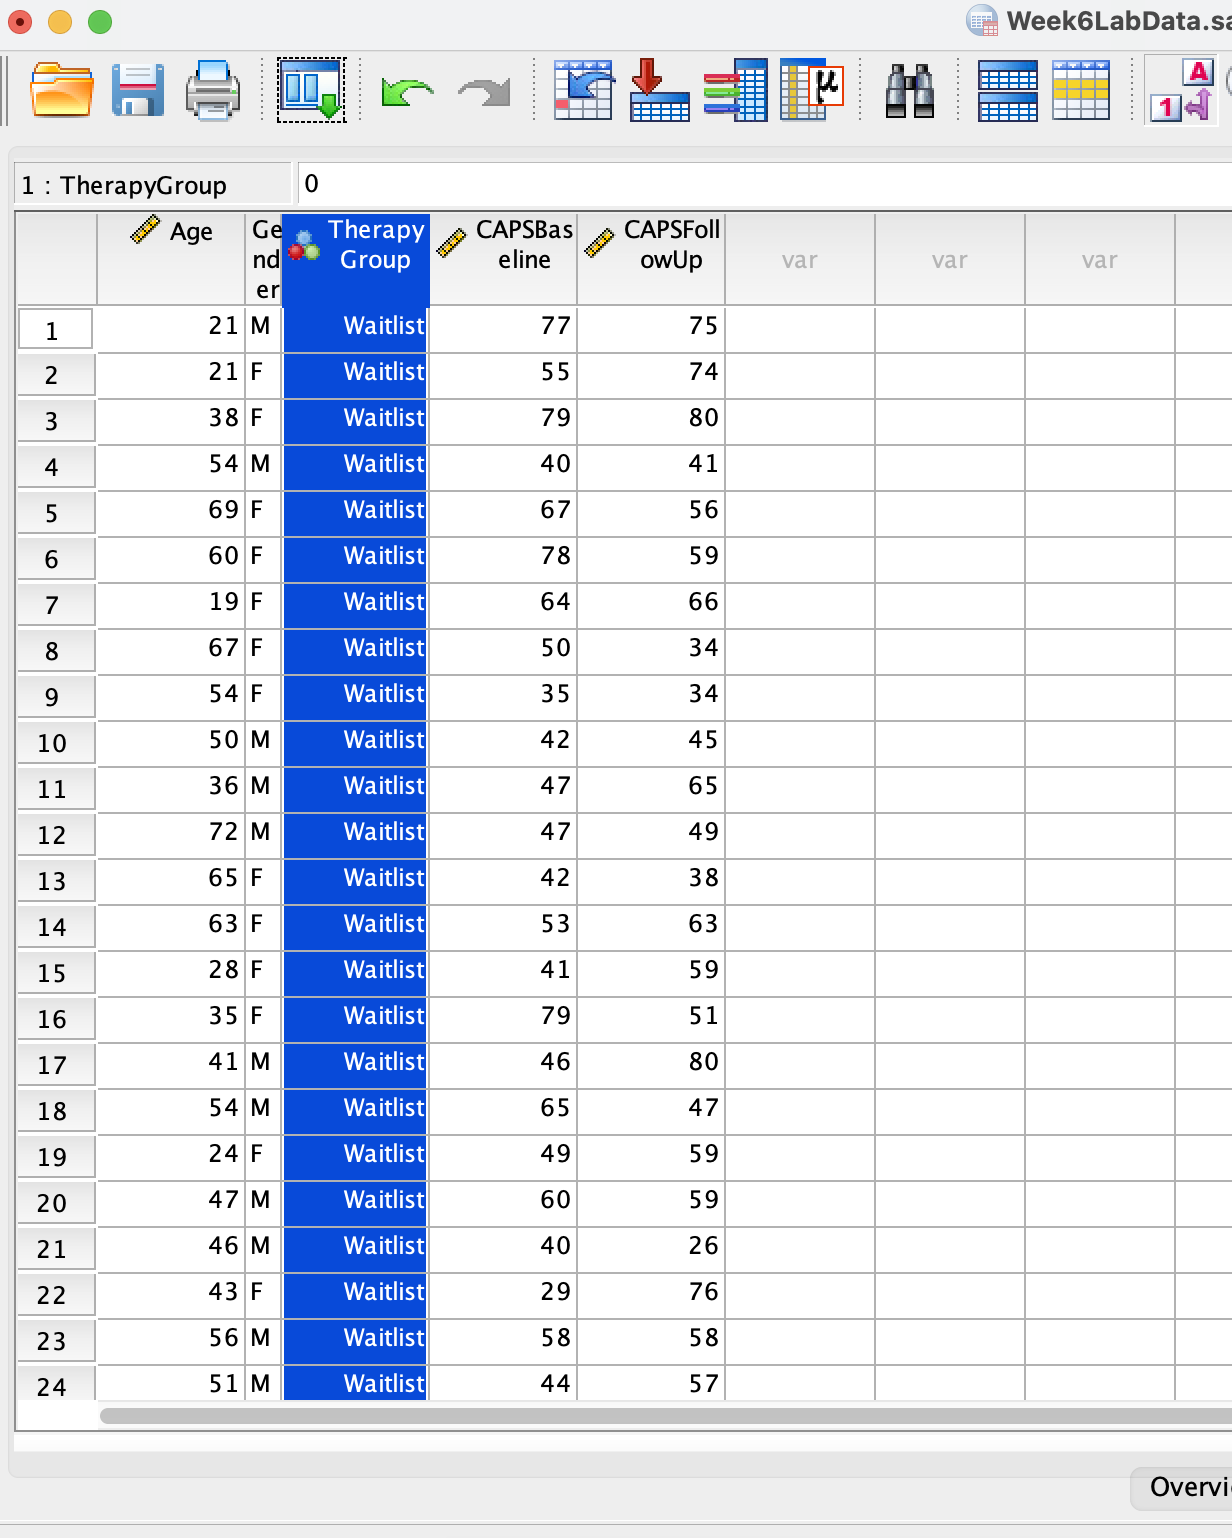 Week6LabData.sa
A
1
μ
1 : TherapyGroup 0
Age Gender TherapyGroup CAPSBaseline CAPSFollowUp var var var
1 21 M Waitlist 77 75
2 21 F Waitlist 55 74
3 38 F Waitlist 79 80
4 54 M Waitlist 40 41
5 69 F Waitlist 67 56
6 60 F Waitlist 78 59
7 19 F Waitlist 64 66
8 67 F Waitlist 50 34
9 54 F Waitlist 35 34
10 50 M Waitlist 42 45
11 36 M Waitlist 47 65
12 72 M Waitlist 47 49
13 65 F Waitlist 42 38
14 63 F Waitlist 53 63
15 28 F Waitlist 41 59
16 35 F Waitlist 79 51
17 41 M Waitlist 46 80
18 54 M Waitlist 65 47
19 24 F Waitlist 49 59
20 47 M Waitlist 60 59
21 46 M Waitlist 40 26
22 43 F Waitlist 29 76
23 56 M Waitlist 58 58
24 51 M Waitlist 44 57
Overvi